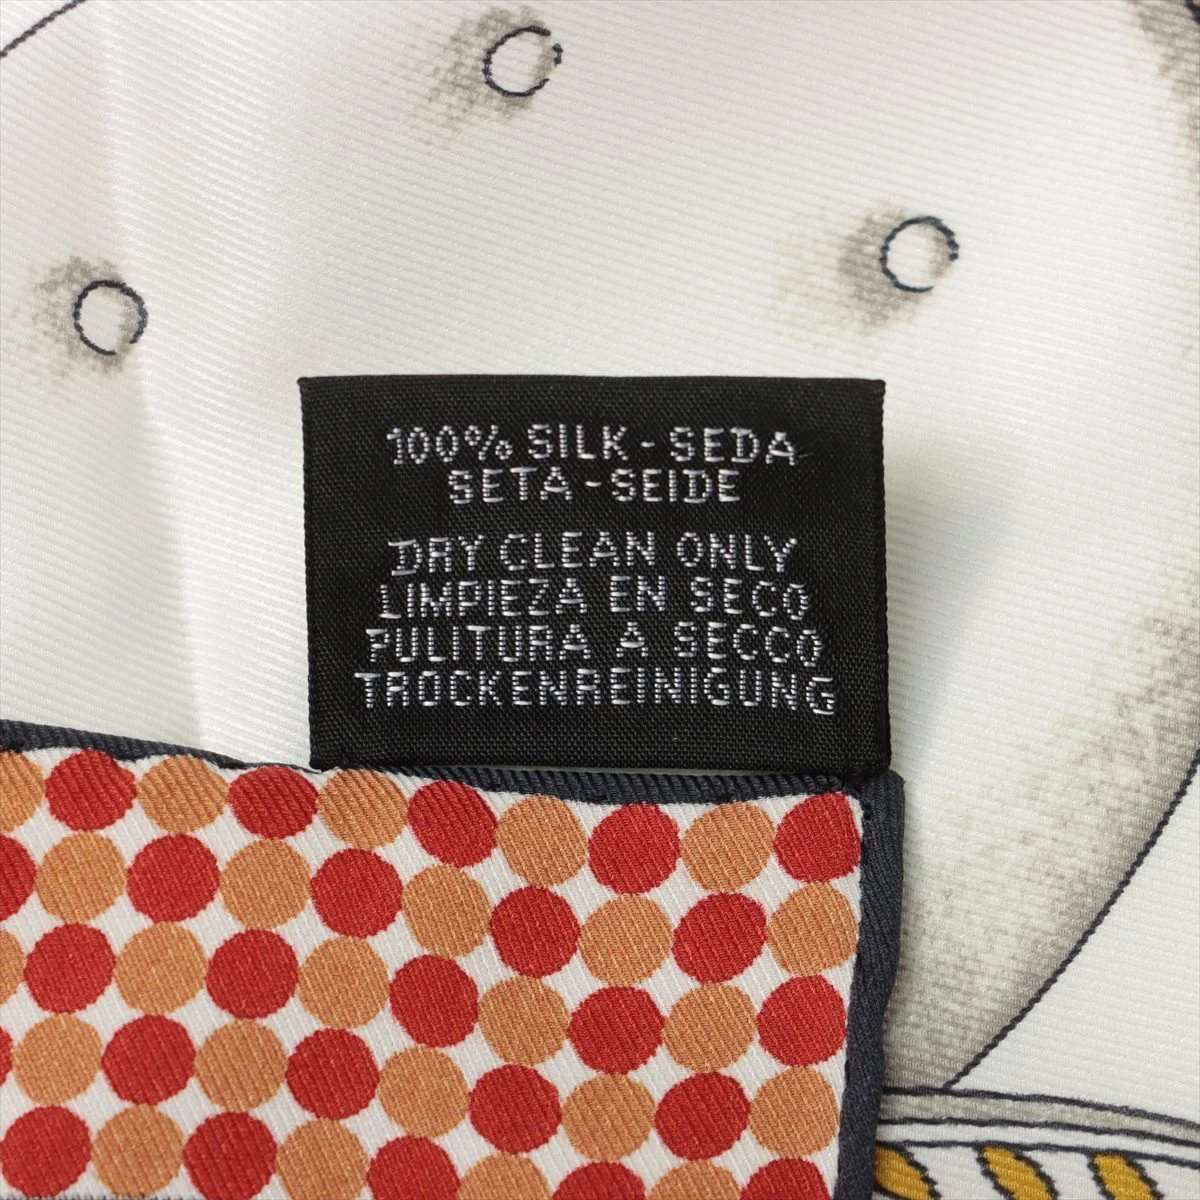 100% SILK - SEDA
SETA - SEIDE
DRY CLEAN ONLY
LIMPIEZA EN SECO
PULITURA A SECCO
TROCKENREINIGUNG